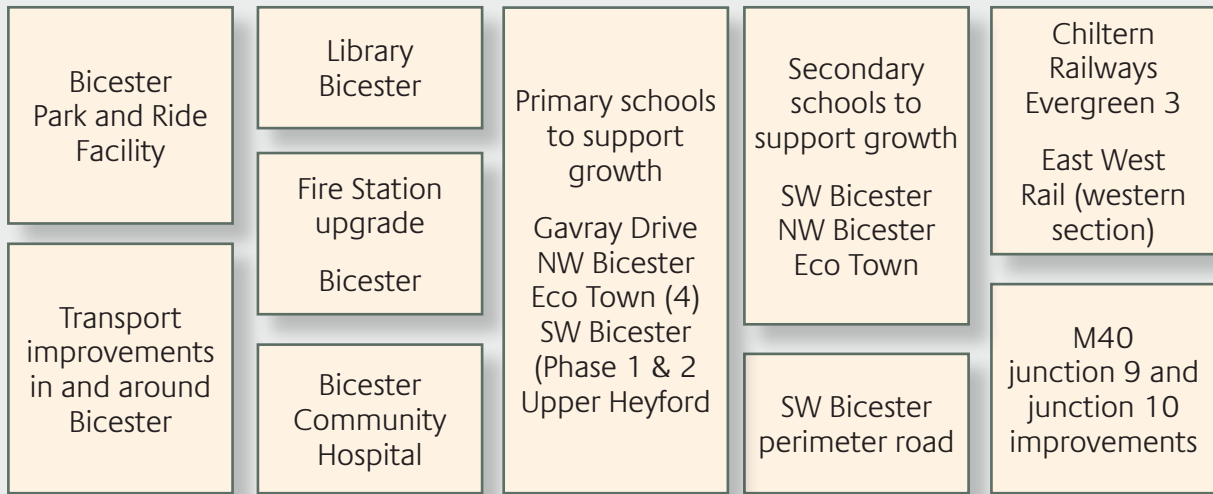 Bicester
Park and Ride
Facility
Transport
improvements
in and around
Bicester
Library
Bicester
Fire Station
upgrade
Bicester
Bicester
Community
Hospital
Primary schools
to support
growth
Gavray Drive
NW Bicester
Eco Town (4)
SW Bicester
(Phase 1 & 2
Upper Heyford
Secondary
schools to
support growth
SW Bicester
NW Bicester
Eco Town
SW Bicester
perimeter road
Chiltern
Railways
Evergreen 3
East West
Rail (western
section)
M40
junction 9 and
junction 10
improvements